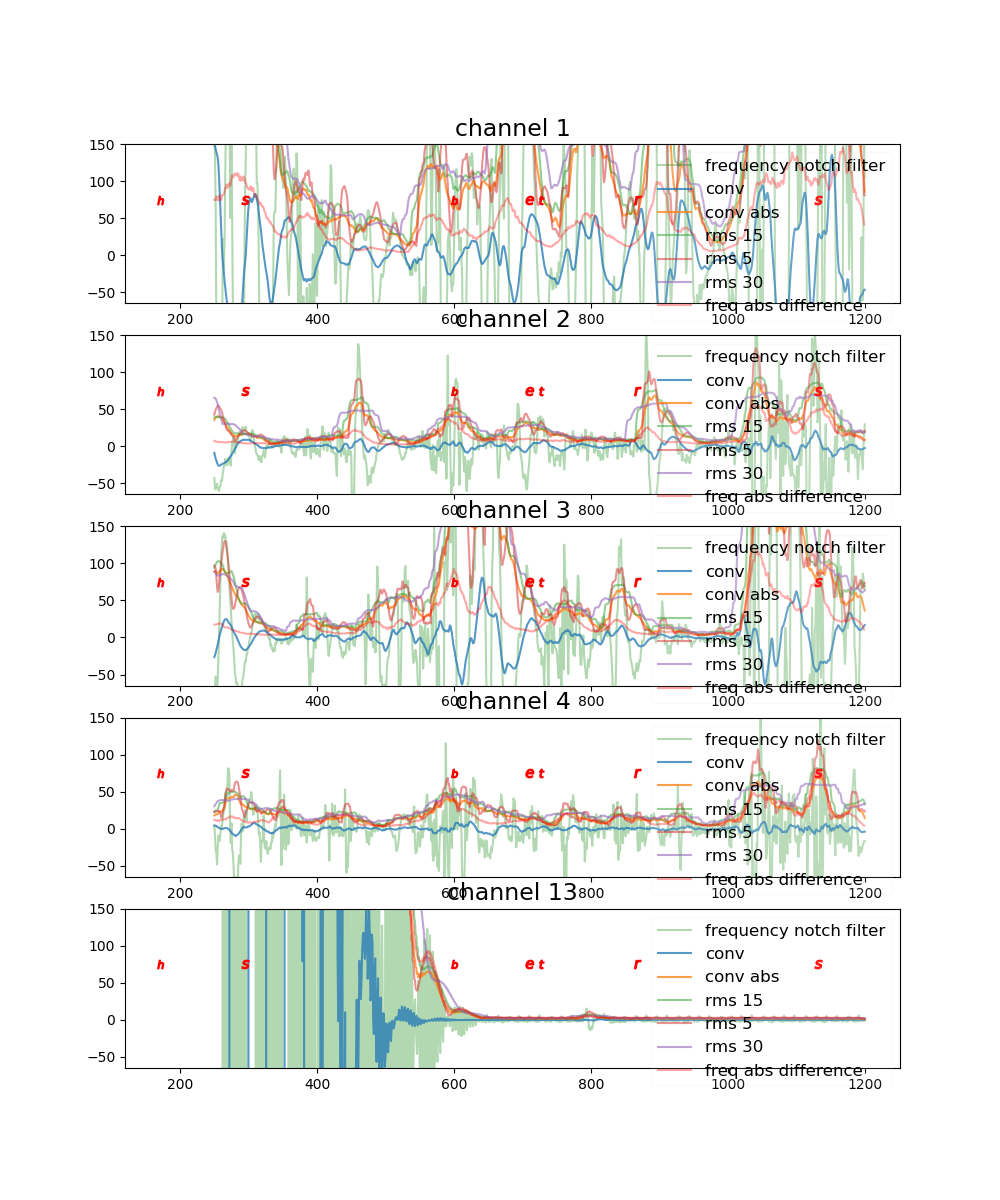 channel 1
150
100
50
0
−50
h s b e t r s
frequency notch filter
conv
conv abs
rms 15
rms 5
rms 30
freq abs difference
200 400 600 800 1000 1200
channel 2
150
100
50
0
−50
h s b e t r s
frequency notch filter
conv
conv abs
rms 15
rms 5
rms 30
freq abs difference
200 400 600 800 1000 1200
channel 3
150
100
50
0
−50
h s b e t r s
frequency notch filter
conv
conv abs
rms 15
rms 5
rms 30
freq abs difference
200 400 600 800 1000 1200
channel 4
150
100
50
0
−50
h s b e t r s
frequency notch filter
conv
conv abs
rms 15
rms 5
rms 30
freq abs difference
200 400 600 800 1000 1200
channel 13
150
100
50
0
−50
h s b e t r s
frequency notch filter
conv
conv abs
rms 15
rms 5
rms 30
freq abs difference
200 400 600 800 1000 1200